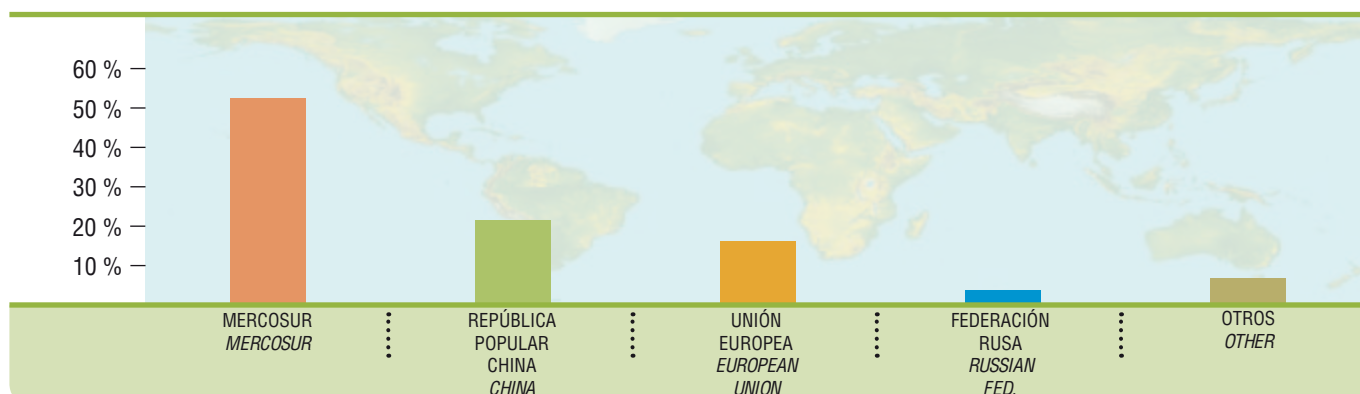 60 %
50 %
40 %
30 %
20 %
10 %
MERCOSUR
MERCOSUR
REPÚBLICA
POPULAR
CHINA
CHINA
UNIÓN
EUROPEA
EUROPEAN
UNION
FEDERACIÓN
RUSA
RUSSIAN
FED.
OTROS
OTHER